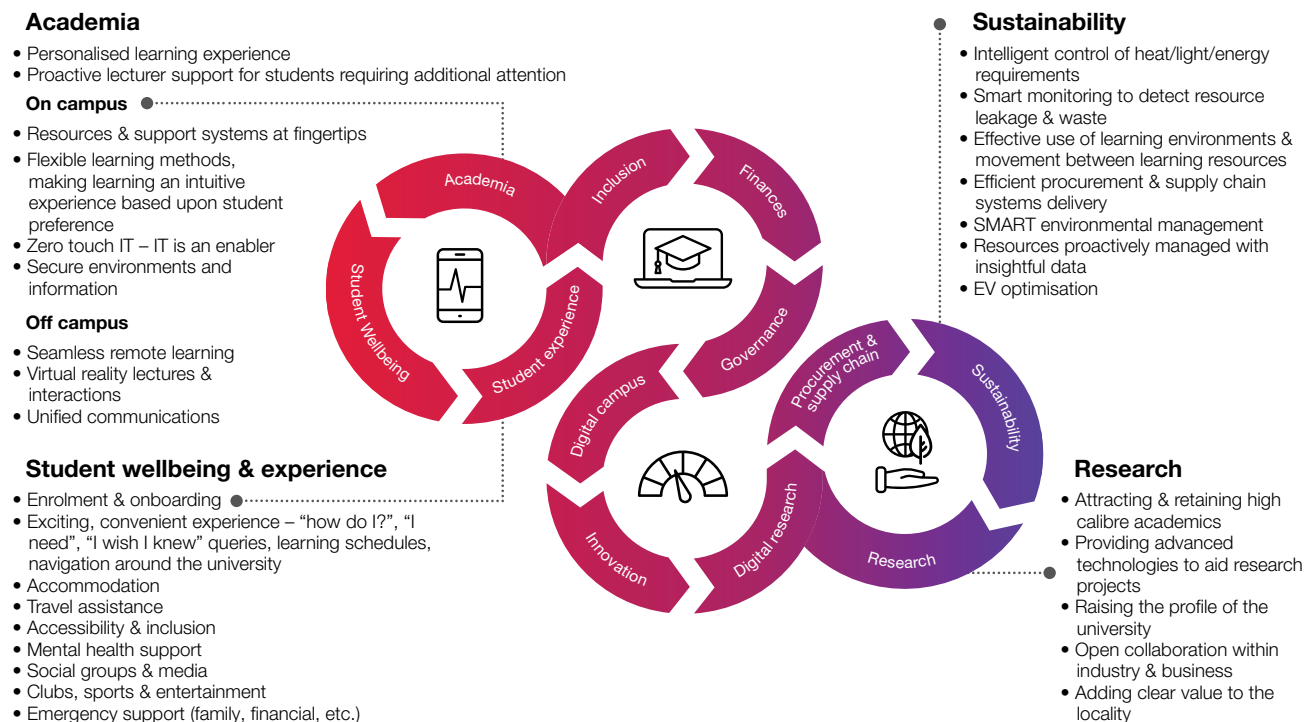 Academia
• Personalised learning experience
• Proactive lecturer support for students requiring additional attention
On campus
• Resources & support systems at fingertips
• Flexible learning methods,
making learning an intuitive
experience based upon student
preference
• Zero touch IT – IT is an enabler
• Secure environments and
information
Off campus
• Seamless remote learning
• Virtual reality lectures &
interactions
• Unified communications
Student wellbeing & experience
• Enrolment & onboarding
• Exciting, convenient experience – “how do I?”, “I
need”, “I wish I knew” queries, learning schedules,
navigation around the university
• Accommodation
• Travel assistance
• Accessibility & inclusion
• Mental health support
• Social groups & media
• Clubs, sports & entertainment
• Emergency support (family, financial, etc.)
Academia
Student Wellbeing
Student experience
Inclusion
Finances
Governance
Digital campus
Innovation
Digital research
Procurement &
supply chain
Sustainability
Research
Sustainability
• Intelligent control of heat/light/energy
requirements
• Smart monitoring to detect resource
leakage & waste
• Effective use of learning environments &
movement between learning resources
• Efficient procurement & supply chain
systems delivery
• SMART environmental management
• Resources proactively managed with
insightful data
• EV optimisation
Research
• Attracting & retaining high
calibre academics
• Providing advanced
technologies to aid research
projects
• Raising the profile of the
university
• Open collaboration within
industry & business
• Adding clear value to the
locality